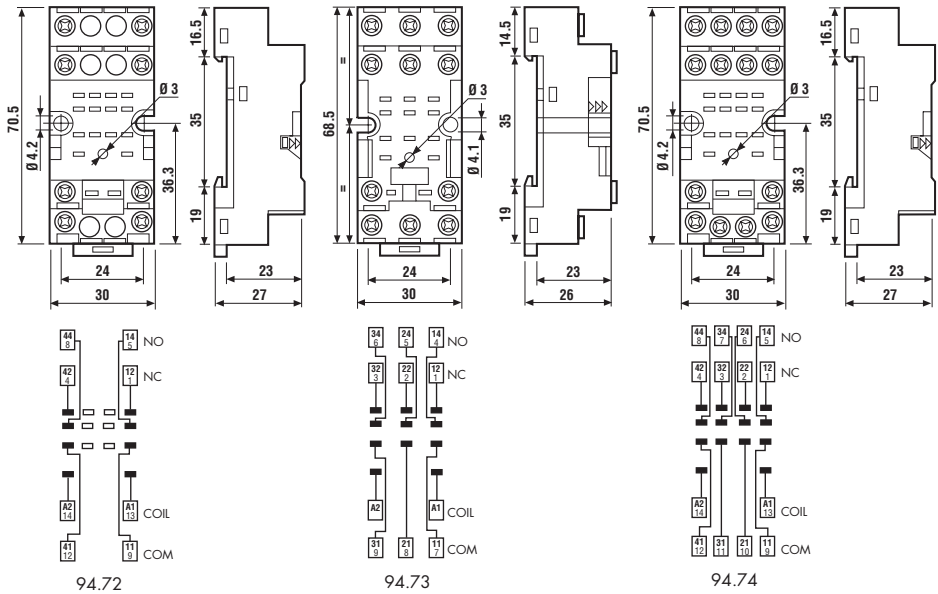 70.5
16.5
35
19
Ø 3
Ø 4.2
36.3
24
30
23
27
68.5
=
=
14.5
35
19
Ø 3
Ø 4.1
24
30
23
26
70.5
16.5
35
19
Ø 3
Ø 4.2
36.3
24
30
23
27
44 14 NO
8 5
42 12 NC
4 1
A2 A1 COIL
14 13
41 11 COM
12 9
94.72
34 24 14 NO
6 5 4
32 22 12 NC
3 2 1
A2 A1 COIL
31 21 11 COM
9 8 7
94.73
44 34 24 14 NO
8 7 6 5
42 32 22 12 NC
4 3 2 1
A2 A1 COIL
14 13
41 31 21 11 COM
12 11 10 9
94.74